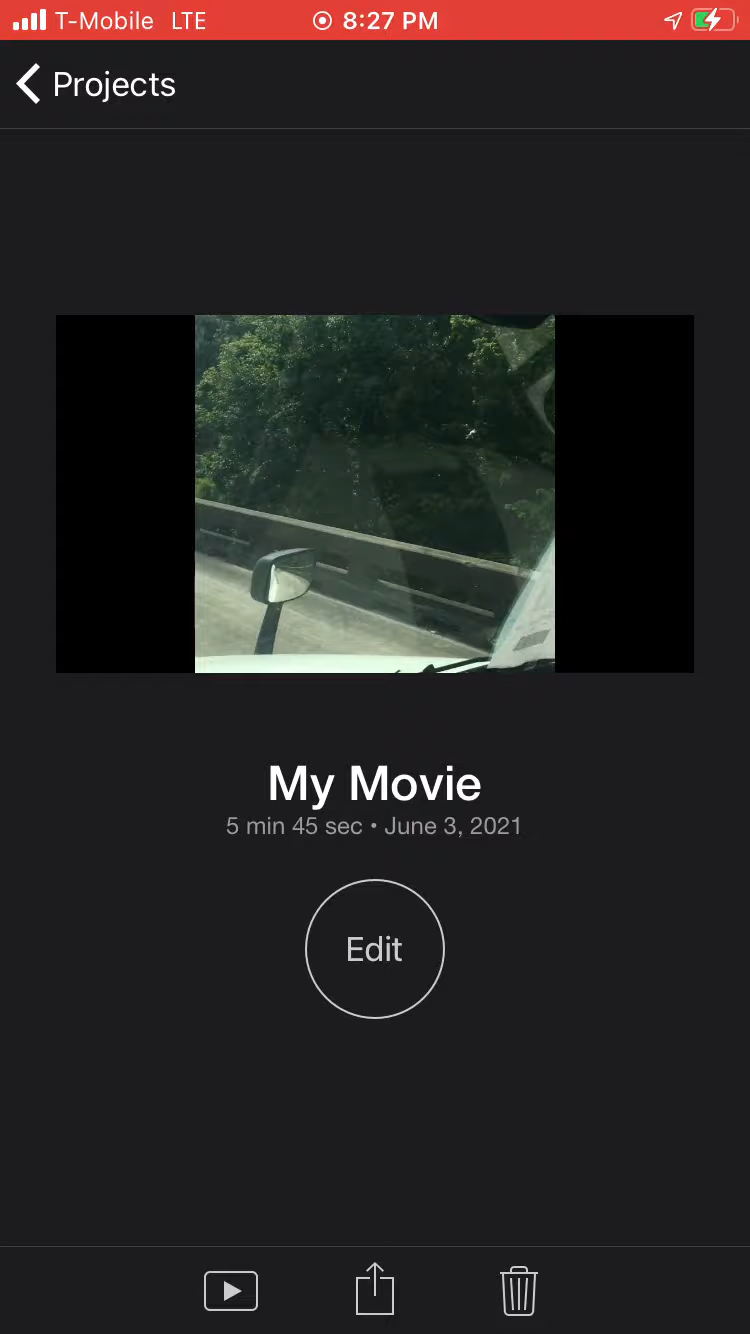 T-Mobile LTE 8:27 PM
Projects
My Movie
5 min 45 sec • June 3, 2021
Edit